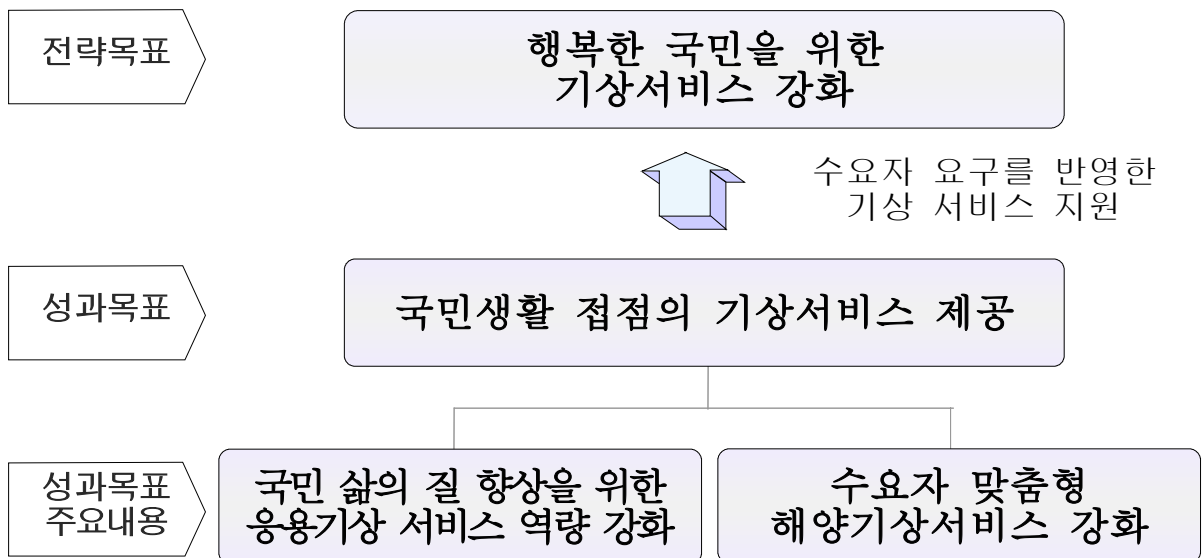 전략목표
행복한 국민을 위한
기상서비스 강화
수요자 요구를 반영한
기상 서비스 지원
성과목표
국민생활 접점의 기상서비스 제공
성과목표
주요내용
국민 삶의 질 향상을 위한
응용기상 서비스 역량 강화
수요자 맞춤형
해양기상서비스 강화